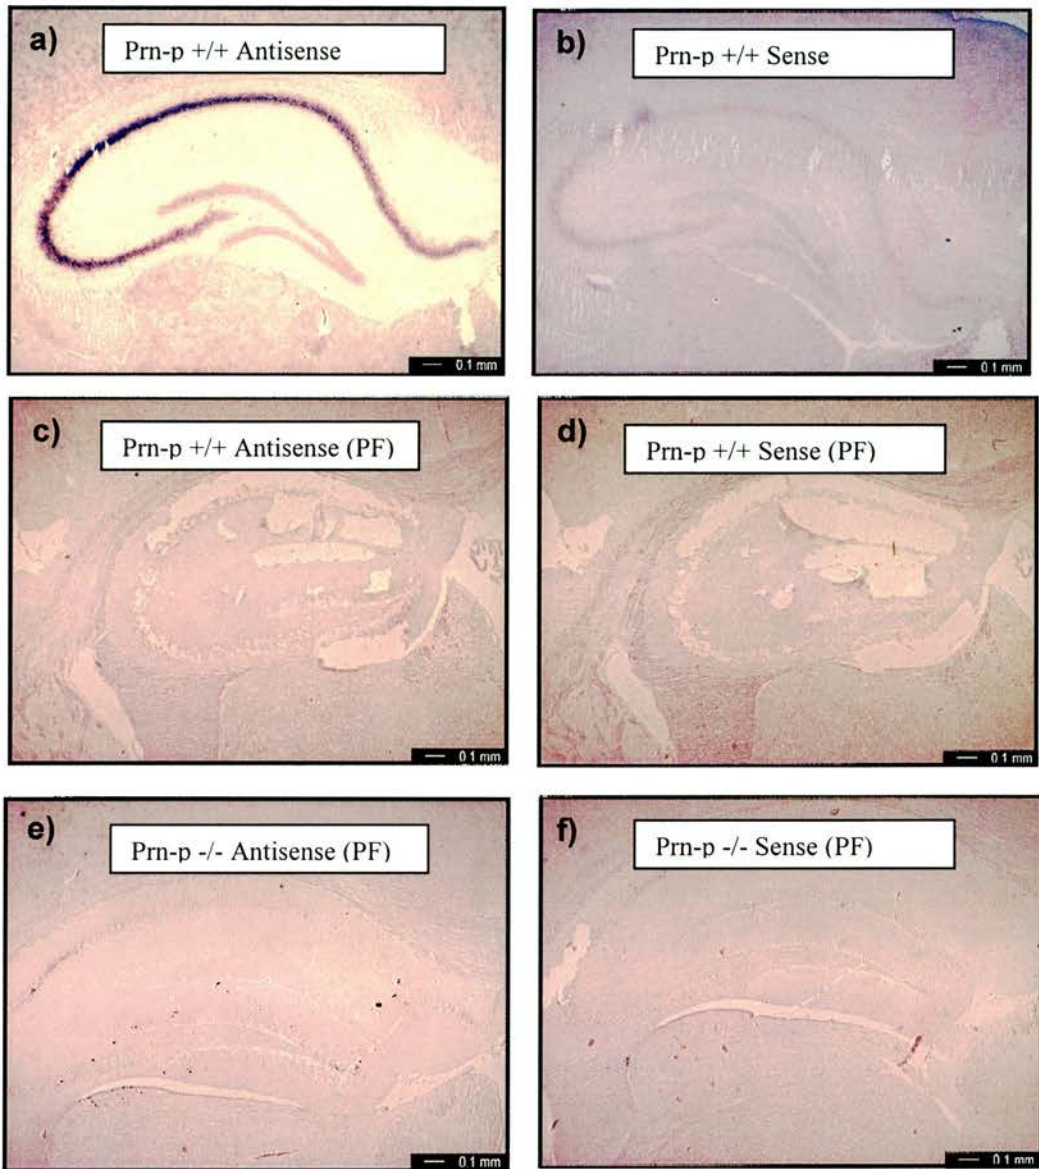 a)
Prn-p +/+ Antisense
0.1 mm
b)
Prn-p +/+ Sense
0.1 mm
c)
Prn-p +/+ Antisense (PF)
0.1 mm
d)
Prn-p +/+ Sense (PF)
0.1 mm
e)
Prn-p -/- Antisense (PF)
0.1 mm
f)
Prn-p -/- Sense (PF)
0.1 mm